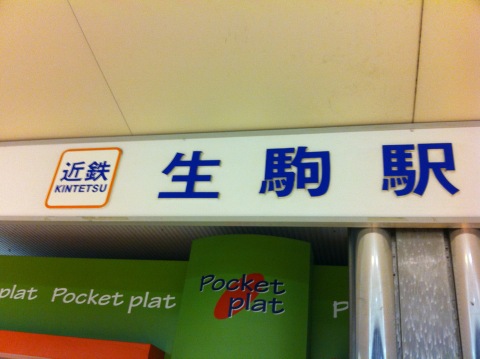 近鉄
KINTETSU
生駒駅
plat Pocket plat
Pocket
plat
P